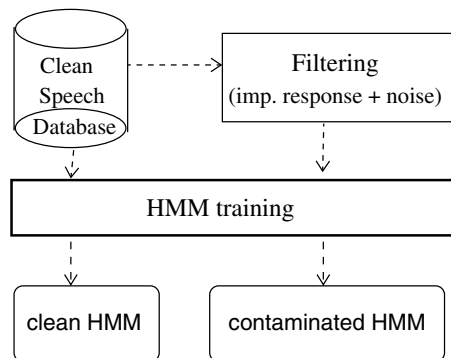 Clean
Speech
Database
Filtering
(imp. response + noise)
HMM training
clean HMM
contaminated HMM